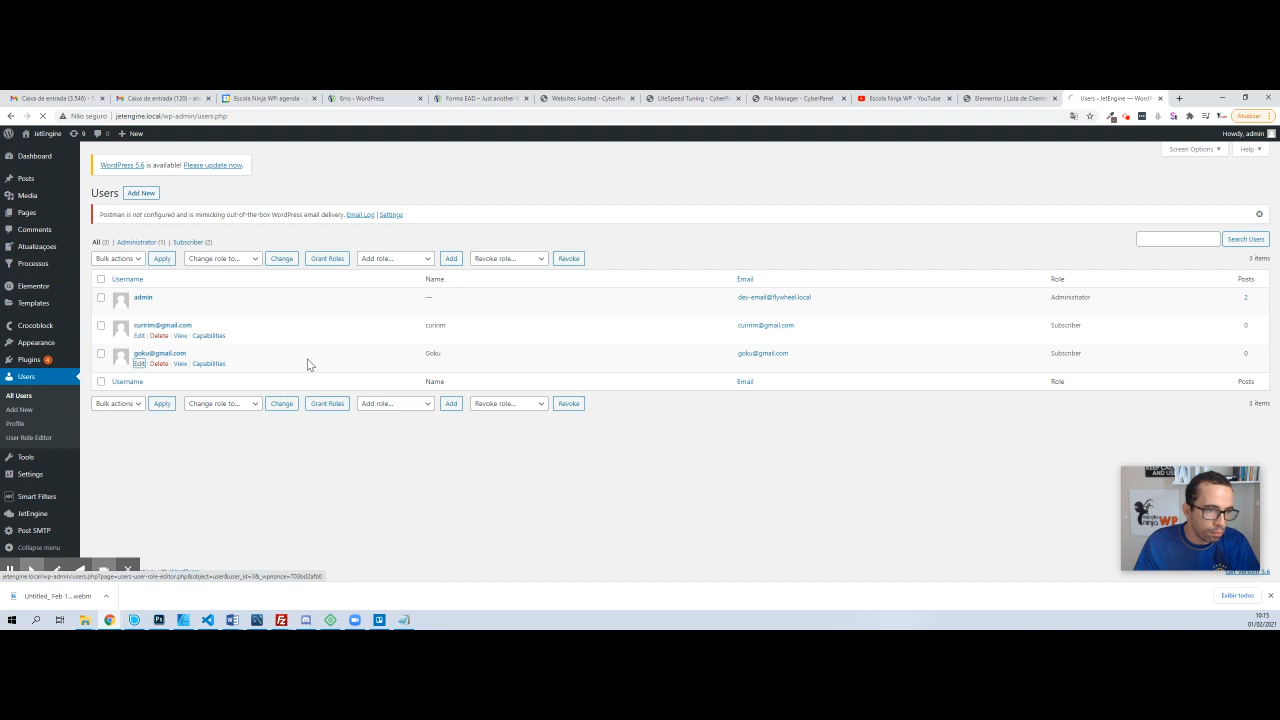 Caixa de entrada (3.546) -
Caixa de entrada (120) - ate
Escola Ninja WP: agenda -
Erro › WordPress
Forma EAD – Just another
Websites Hosted - CyberPa
LiteSpeed Tuning - CyberPa
File Manager - CyberPanel
Escola Ninja WP - YouTube
Elementor | Lista de Cliente
Users ‹ JetEngine — WordP
Não seguro
jetengine.local/wp-admin/users.php
Atualizar
JetEngine
9
0
New
Howdy, admin
Dashboard
Posts
Media
Pages
Comments
Atualizaçoes
Processos
Elementor
Templates
Crocoblock
Appearance
Plugins 4
Users
All Users
Add New
Profile
User Role Editor
Tools
Settings
Smart Filters
JetEngine
Post SMTP
Collapse menu
Screen Options
Help
WordPress 5.6 is available! Please update now.
Users
Add New
Postman is not configured and is mimicking out-of-the-box WordPress email delivery. Email Log | Settings
All (3) | Administrator (1) | Subscriber (2)
Search Users
Bulk actions
Apply
Change role to...
Change
Grant Roles
Add role...
Add
Revoke role...
Revoke
3 items
Username
Name
Email
Role
Posts
admin
—
dev-email@flywheel.local
Administrator
2
curirim@gmail.com
curirim
curirim@gmail.com
Subscriber
0
Edit | Delete | View | Capabilities
goku@gmail.com
Goku
goku@gmail.com
Subscriber
0
Edit | Delete | View | Capabilities
Username
Name
Email
Role
Posts
Bulk actions
Apply
Change role to...
Change
Grant Roles
Add role...
Add
Revoke role...
Revoke
3 items
AND US
escola
ninja WP
Get Version 5.6
Untitled_ Feb 1....webm
Exibir todos
10:15
01/02/2021